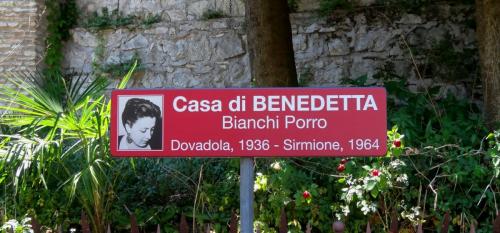 Casa di BENEDETTA
Bianchi Porro
Dovadola, 1936 - Sirmione, 1964